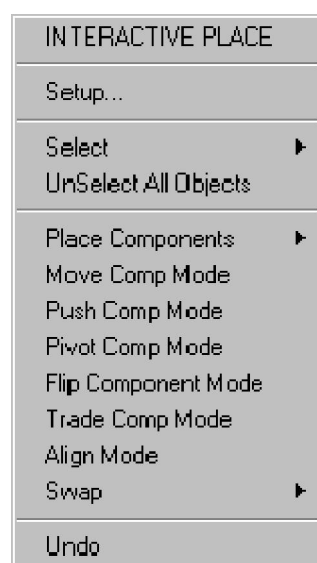 INTERACTIVE PLACE
Setup...
Select
UnSelect All Objects
Place Components
Move Comp Mode
Push Comp Mode
Pivot Comp Mode
Flip Component Mode
Trade Comp Mode
Align Mode
Swap
Undo